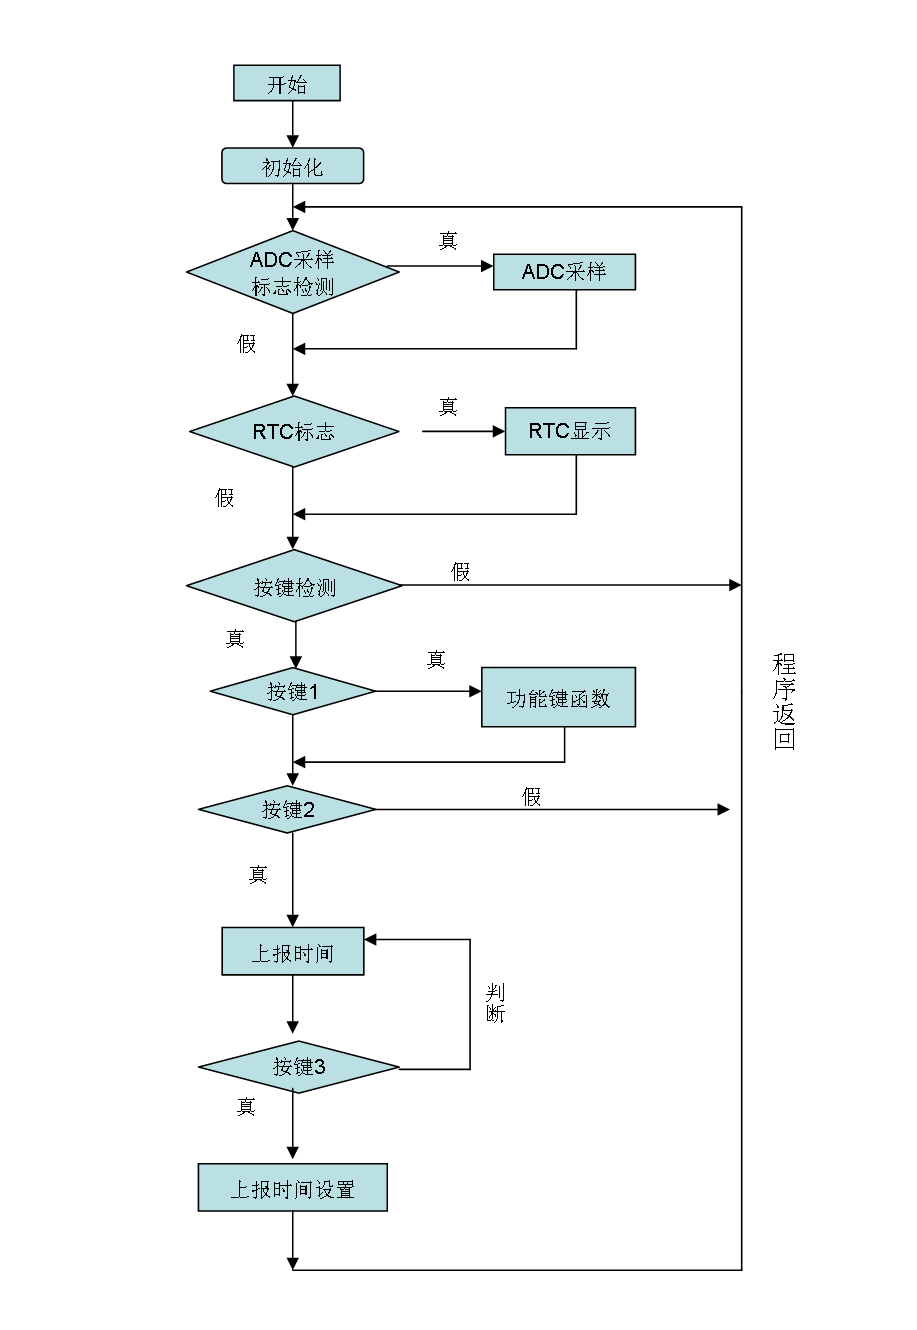 开始
初始化
ADC采样
标志检测
真
ADC采样
假
RTC标志
真
RTC显示
假
按键检测
假
真
按键1
真
功能键函数
程序返回
按键2
假
真
上报时间
判断
按键3
真
上报时间设置